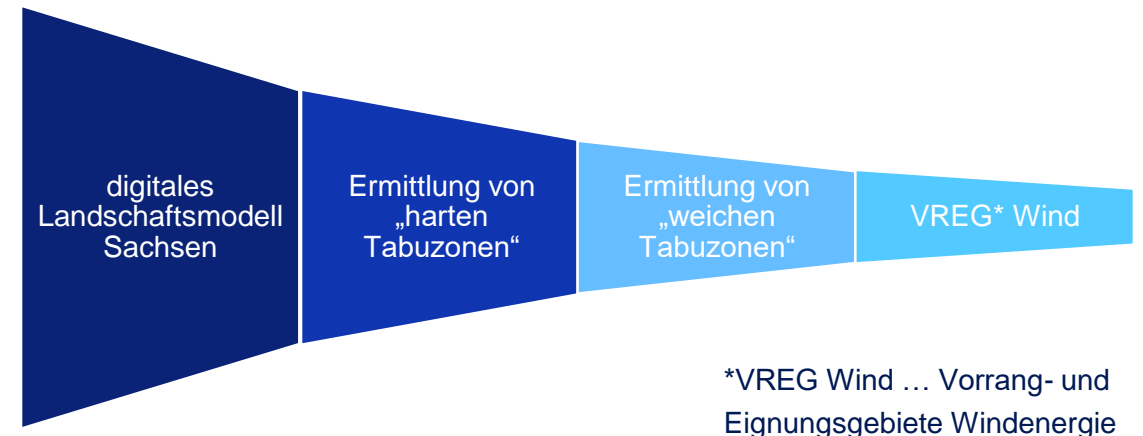 digitales
Landschaftsmodell
Sachsen
Ermittlung von
„harten
Tabuzonen“
Ermittlung von
„weichen
Tabuzonen“
VREG* Wind
*VREG Wind … Vorrang- und
Eignungsgebiete Windenergie